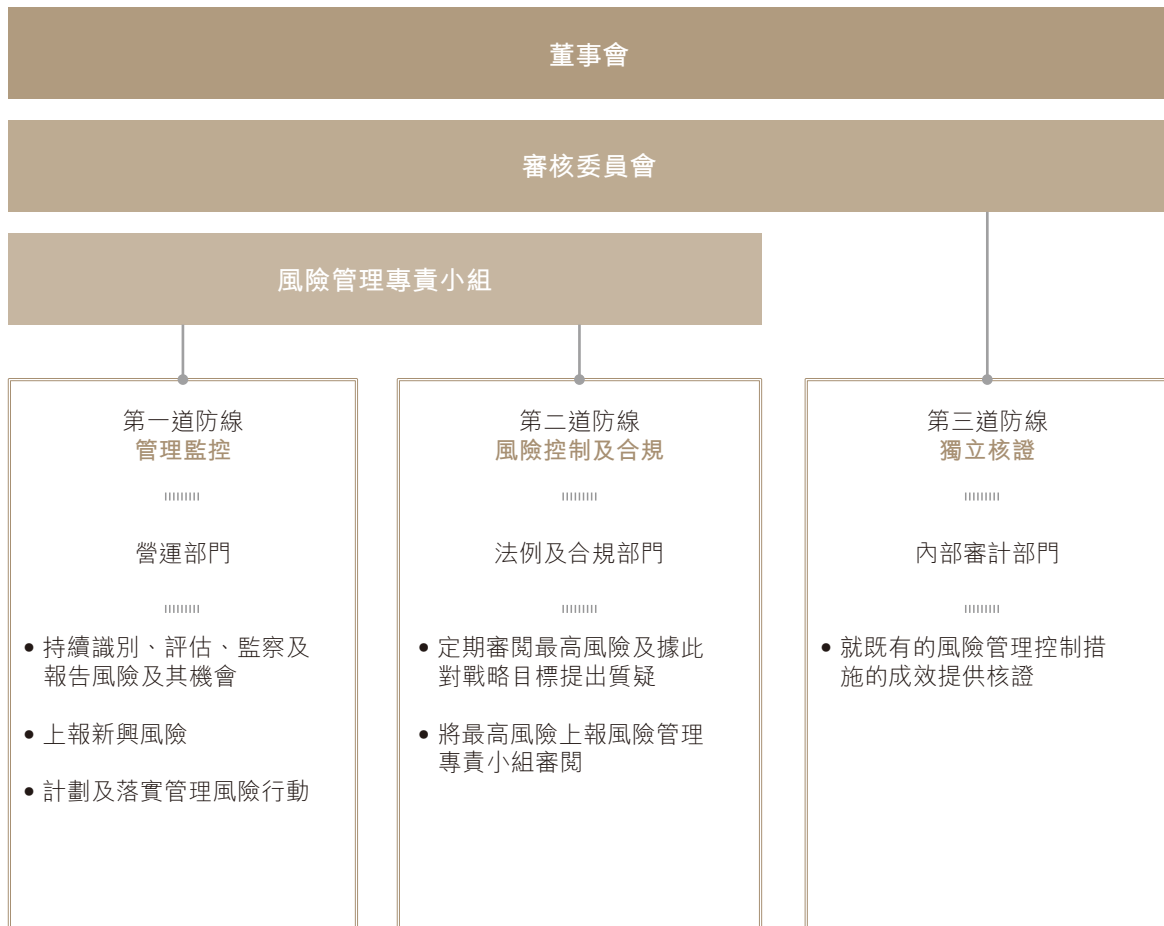 董事會
審核委員會
風險管理專責小組
第一道防線
管理監控
營運部門
• 持續識別、評估、監察及
報告風險及其機會
• 上報新興風險
• 計劃及落實管理風險行動
第二道防線
風險控制及合規
法例及合規部門
• 定期審閱最高風險及據此
對戰略目標提出質疑
• 將最高風險上報風險管理
專責小組審閱
第三道防線
獨立核證
內部審計部門
• 就既有的風險管理控制措
施的成效提供核證